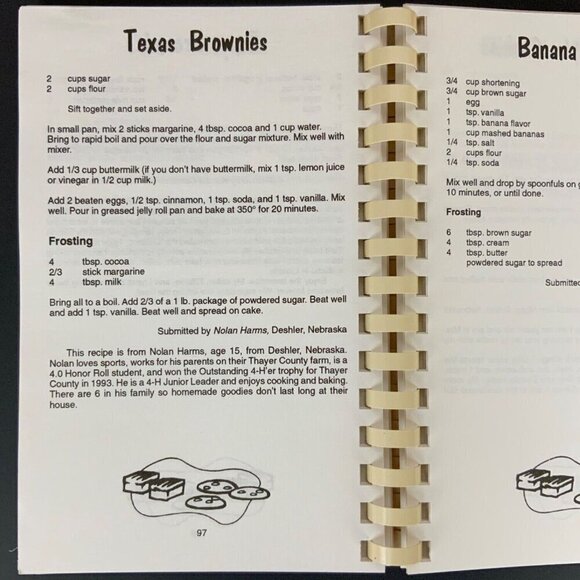 Texas Brownies
2 cups sugar
2 cups flour
Sift together and set aside.
In small pan, mix 2 sticks margarine, 4 tbsp. cocoa and 1 cup water.
Bring to rapid boil and pour over the flour and sugar mixture. Mix well with
mixer.
Add 1/3 cup buttermilk (if you don't have buttermilk, mix 1 tsp. lemon juice
or vinegar in 1/2 cup milk.)
Add 2 beaten eggs, 1/2 tsp. cinnamon, 1 tsp. soda, and 1 tsp. vanilla. Mix
well. Pour in greased jelly roll pan and bake at 350° for 20 minutes.
Frosting
4 tbsp. cocoa
2/3 stick margarine
4 tbsp. milk
Bring all to a boil. Add 2/3 of a 1 lb. package of powdered sugar. Beat well
and add 1 tsp. vanilla. Beat well and spread on cake.
Submitted by Nolan Harms, Deshler, Nebraska
This recipe is from Nolan Harms, age 15, from Deshler, Nebraska.
Nolan loves sports, works for his parents on their Thayer County farm, is a
4.0 Honor Roll student, and won the Outstanding 4-H'er trophy for Thayer
County in 1993. He is a 4-H Junior Leader and enjoys cooking and baking.
There are 6 in his family so homemade goodies don't last long at their
house.
97
Banana
3/4 cup shortening
3/4 cup brown sugar
1 egg
1 tsp. vanilla
1 tsp. banana flavor
1 cup mashed bananas
1/4 tsp. salt
2 cups flour
1/4 tsp. soda
Mix well and drop by spoonfuls on
10 minutes, or until done.
Frosting
6 tbsp. brown sugar
4 tbsp. cream
4 tbsp. butter
powdered sugar to spread